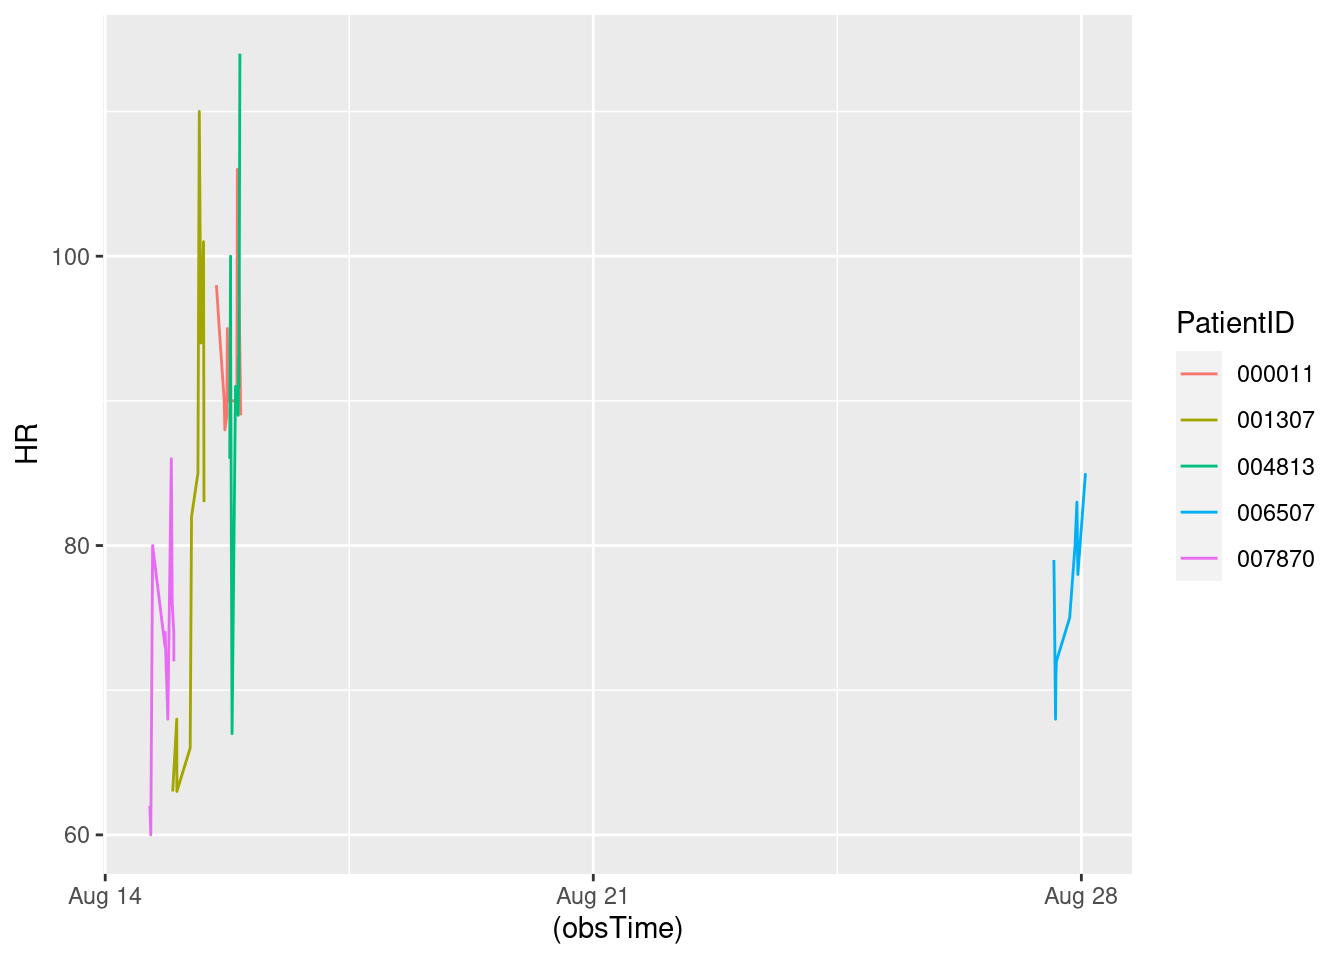 HR
100
80
60
Aug 14
Aug 21
Aug 28
(obsTime)
PatientID
000011
001307
004813
006507
007870